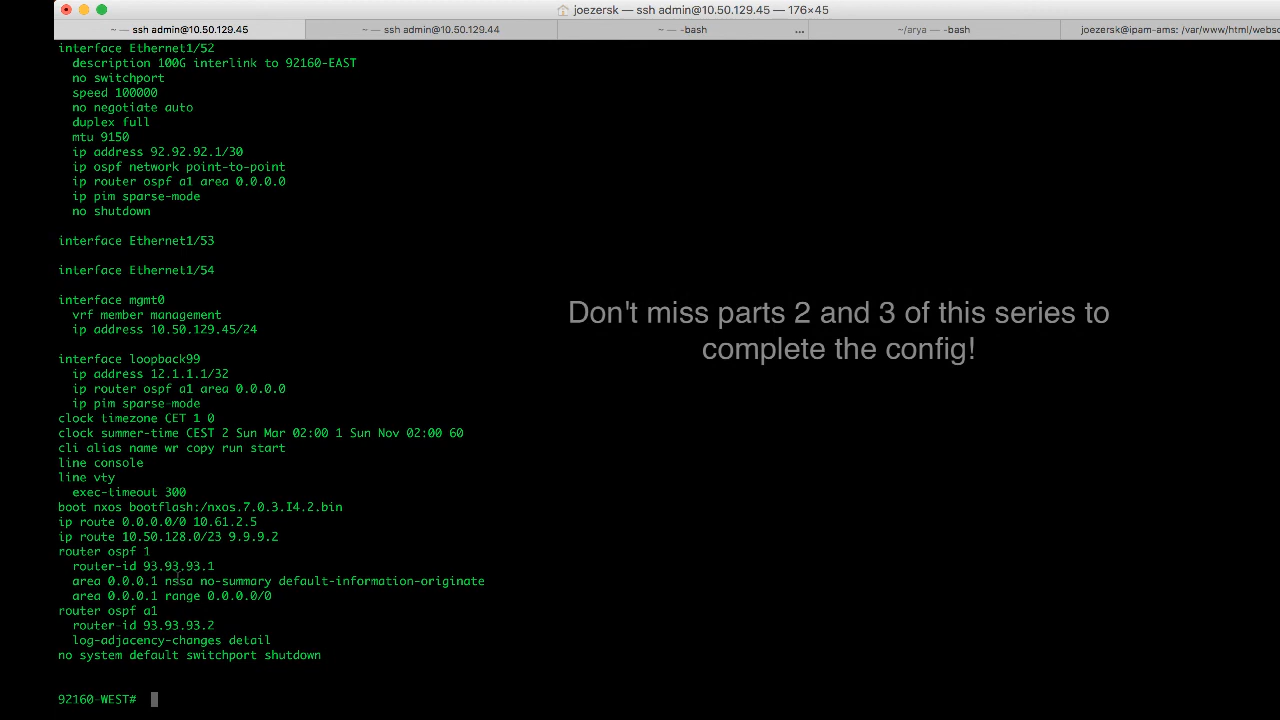 joezersk — ssh admin@10.50.129.45 — 176×45
~ — ssh admin@10.50.129.45
~ — ssh admin@10.50.129.44
~ — -bash
...
~/arya — -bash
joezersk@ipam-ams: /var/www/html/webso
interface Ethernet1/52
description 100G interlink to 92160-EAST
no switchport
speed 100000
no negotiate auto
duplex full
mtu 9150
ip address 92.92.92.1/30
ip ospf network point-to-point
ip router ospf a1 area 0.0.0.0
ip pim sparse-mode
no shutdown
interface Ethernet1/53
interface Ethernet1/54
interface mgmt0
vrf member management
ip address 10.50.129.45/24
interface loopback99
ip address 12.1.1.1/32
ip router ospf a1 area 0.0.0.0
ip pim sparse-mode
clock timezone CET 1 0
clock summer-time CEST 2 Sun Mar 02:00 1 Sun Nov 02:00 60
cli alias name wr copy run start
line console
line vty
exec-timeout 300
boot nxos bootflash:/nxos.7.0.3.I4.2.bin
ip route 0.0.0.0/0 10.61.2.5
ip route 10.50.128.0/23 9.9.9.2
router ospf 1
router-id 93.93.93.1
area 0.0.0.1 nssa no-summary default-information-originate
area 0.0.0.1 range 0.0.0.0/0
router ospf a1
router-id 93.93.93.2
log-adjacency-changes detail
no system default switchport shutdown
92160-WEST#
Don't miss parts 2 and 3 of this series to
complete the config!